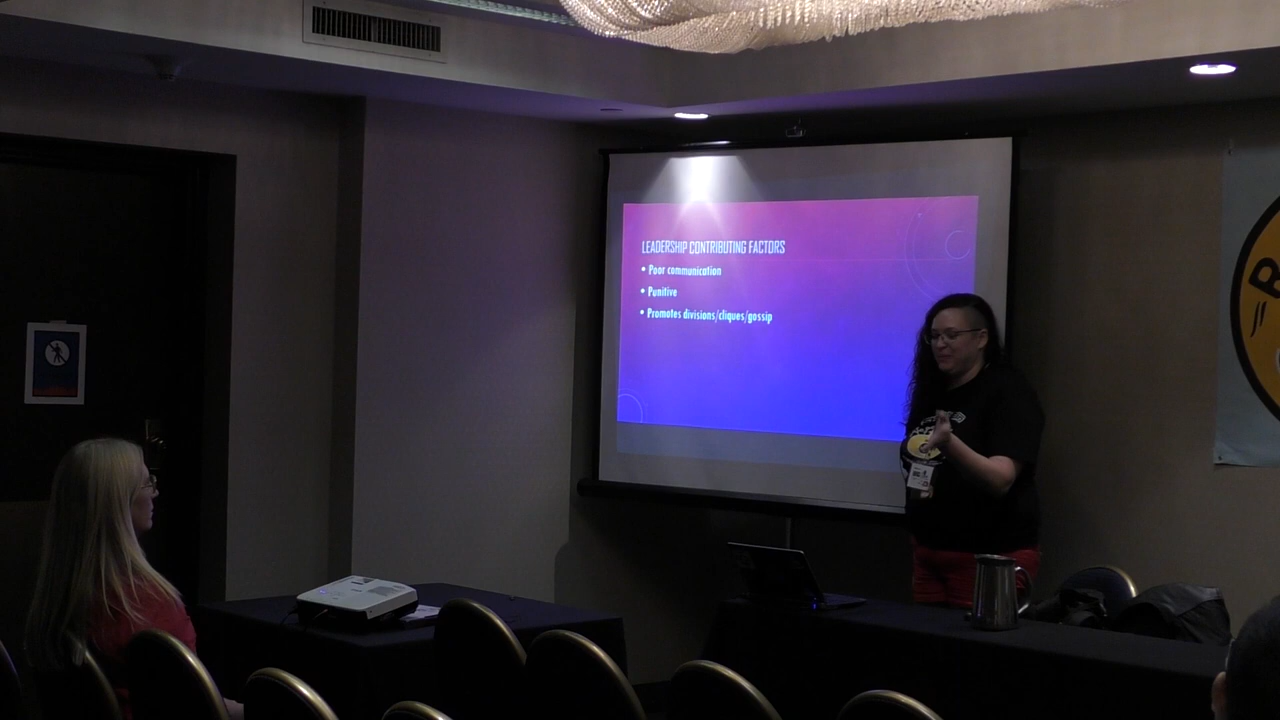 LEADERSHIP CONTRIBUTING FACTORS
• Poor communication
• Punitive
• Promotes divisions/cliques/gossip
B